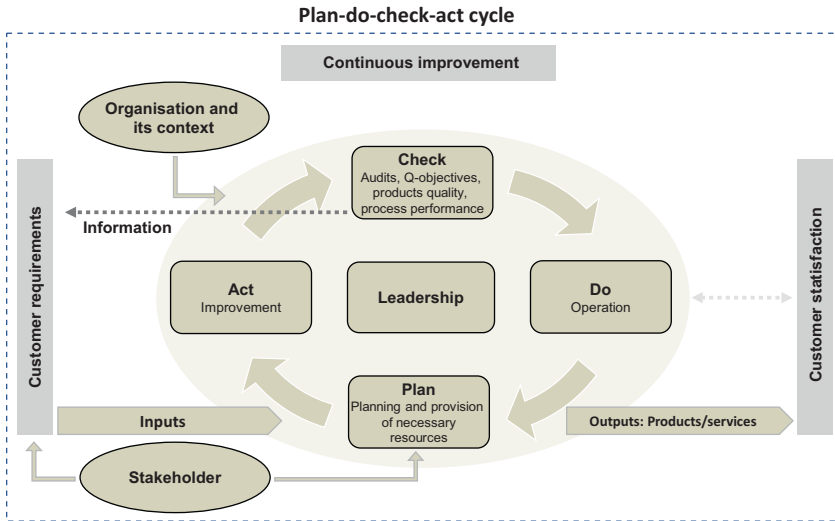 Plan-do-check-act cycle
Continuous improvement
Organisation and
its context
Check
Audits, Q-objectives,
products quality,
process performance
Information
Customer requirements
Customer statisfaction
Act
Improvement
Leadership
Do
Operation
Plan
Planning and provision
of necessary
resources
Inputs
Outputs: Products/services
Stakeholder